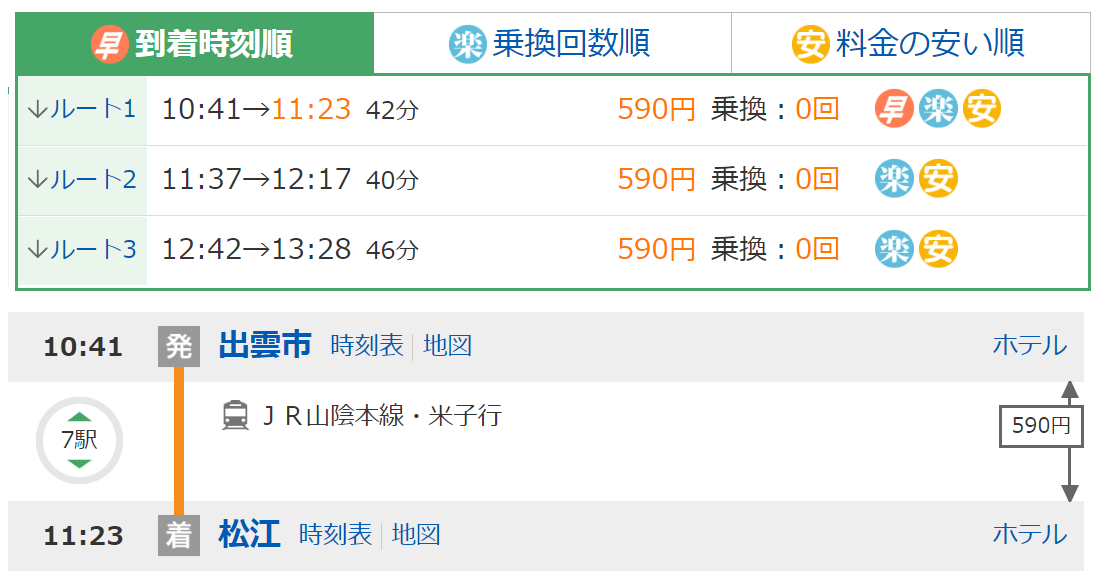 早 到着時刻順 楽 乗換回数順 安 料金の安い順
↓ルート1 10:41→11:23 42分 590円 乗換：0回 早 楽 安
↓ルート2 11:37→12:17 40分 590円 乗換：0回 楽 安
↓ルート3 12:42→13:28 46分 590円 乗換：0回 楽 安
10:41 発 出雲市 時刻表 地図 ホテル
7駅 ＪＲ山陰本線・米子行 590円
11:23 着 松江 時刻表 地図 ホテル